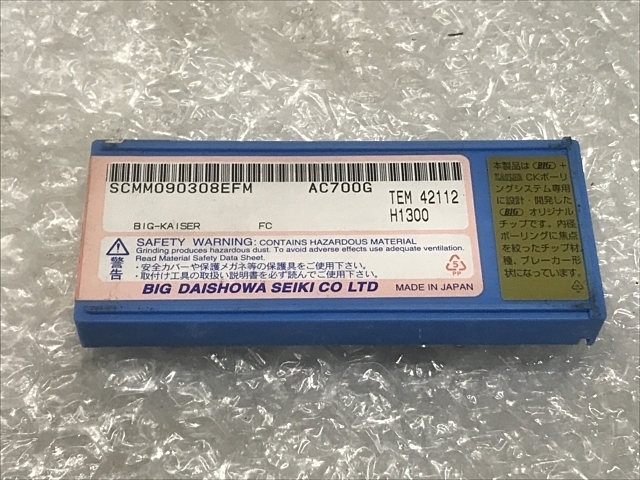 SCMM090308EFM AC700G
TEM 42112
H1300
BIG-KAISER FC
警告
SAFETY WARNING: CONTAINS HAZARDOUS MATERIAL
Grinding produces hazardous dust. To avoid adverse effects use adequate ventilation.
Read Material Safety Data Sheet.
・安全カバーや保護メガネ等の保護具をご使用下さい。
・取付け工具の取扱い説明書を必ず読んでご使用下さい。
BIG DAISHOWA SEIKI CO LTD
MADE IN JAPAN
5
PP
本製品は BIG +
CKボーリ
ングシステム専用
に設計・開発した
BIG オリジナル
チップです。内径
ボーリングに焦点
を絞ったチップ材
種、ブレーカー形
状になっています。